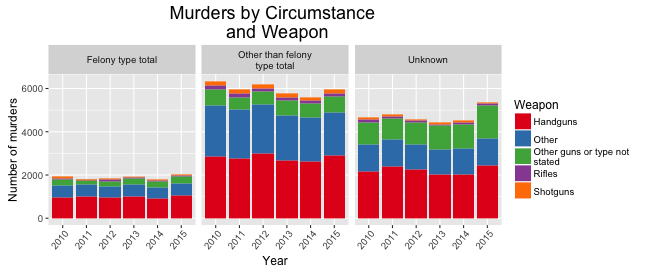 Murders by Circumstance
and Weapon
Felony type total
Other than felony
type total
Unknown
Number of murders
6000
4000
2000
0
2010 2011 2012 2013 2014 2015
2010 2011 2012 2013 2014 2015
2010 2011 2012 2013 2014 2015
Year
Weapon
Handguns
Other
Other guns or type not
stated
Rifles
Shotguns